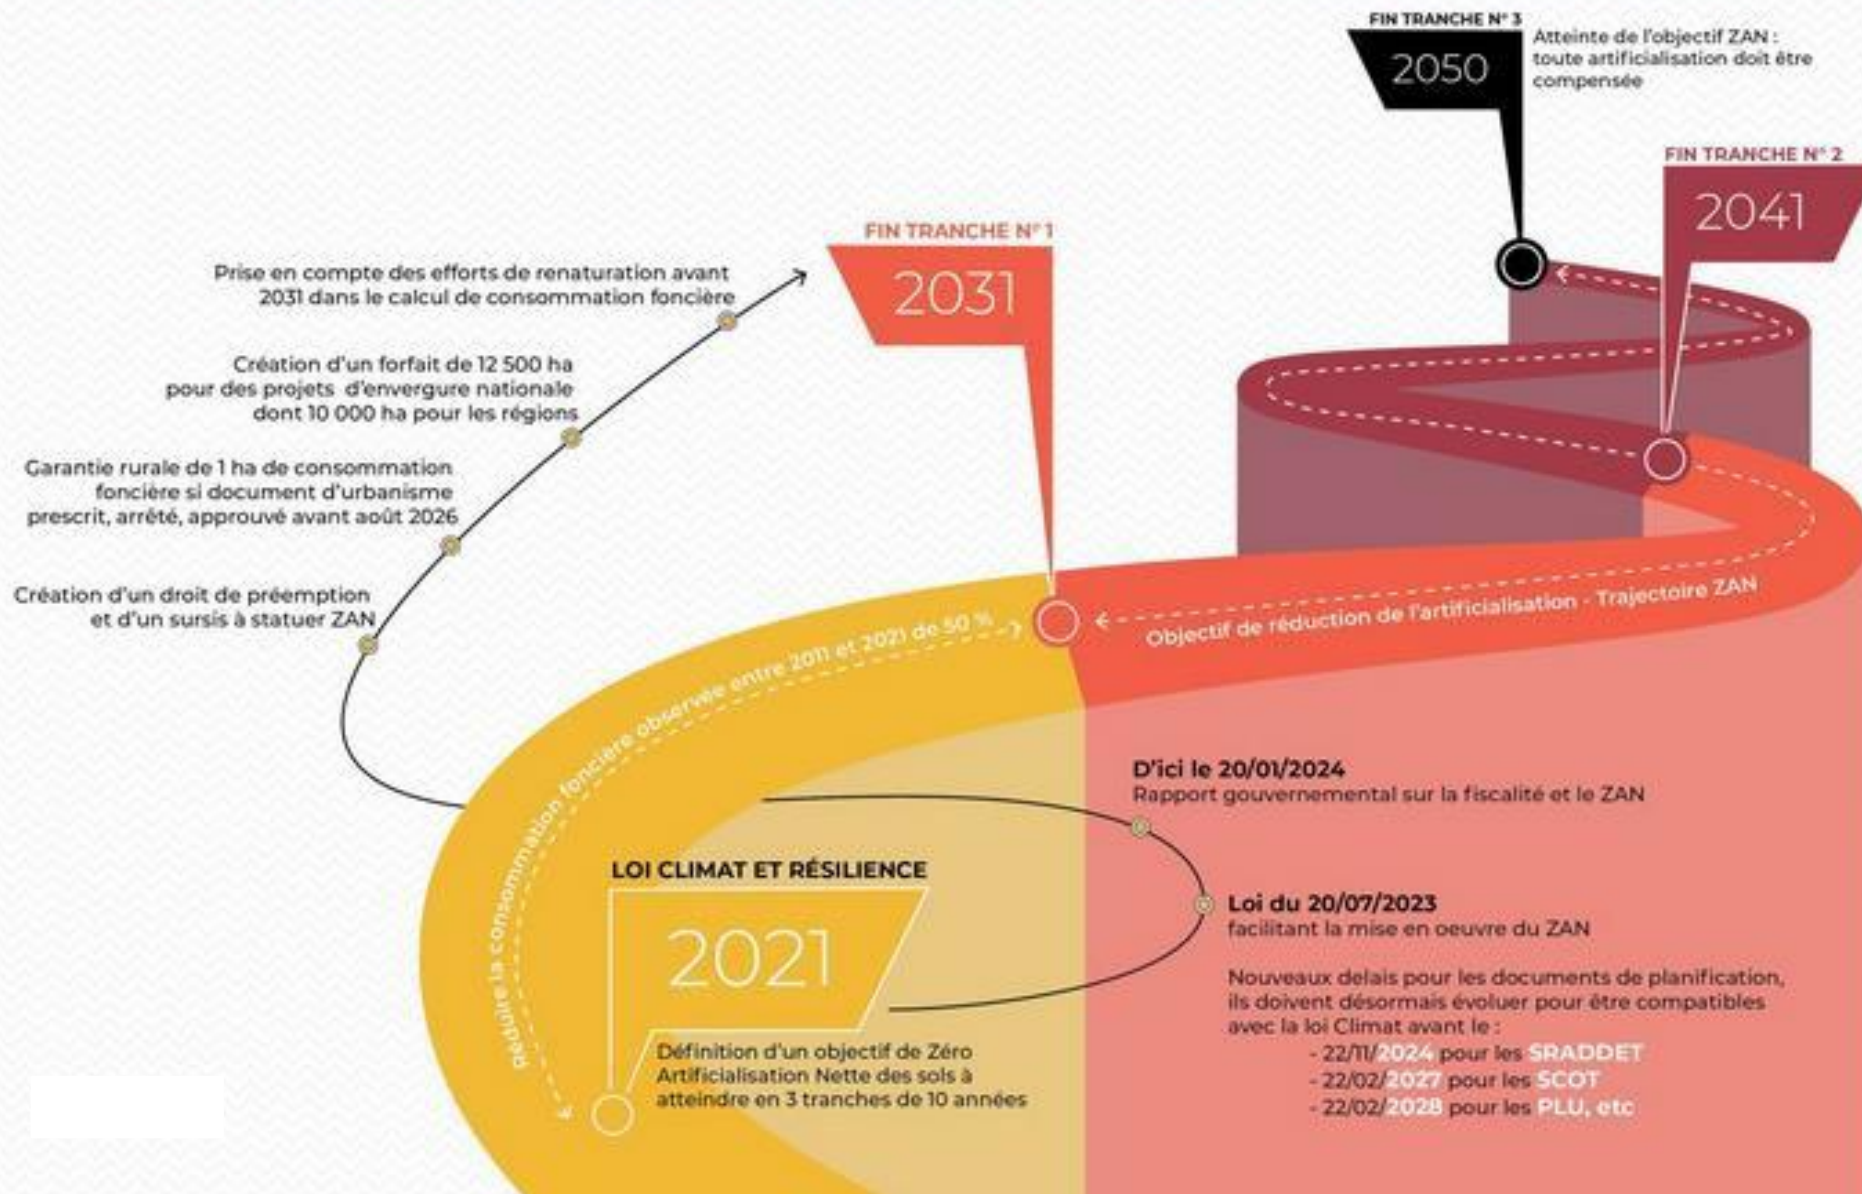 FIN TRANCHE N° 3
2050
Atteinte de l'objectif ZAN :
toute artificialisation doit être
compensée
FIN TRANCHE N° 2
2041
FIN TRANCHE N° 1
2031
Prise en compte des efforts de renaturation avant
2031 dans le calcul de consommation foncière
Création d'un forfait de 12 500 ha
pour des projets d'envergure nationale
dont 10 000 ha pour les régions
Garantie rurale de 1 ha de consommation
foncière si document d'urbanisme
prescrit, arrêté, approuvé avant août 2026
Création d'un droit de préemption
et d'un sursis à statuer ZAN
Réduire la consommation foncière observée entre 2011 et 2021 de 50 %
Objectif de réduction de l'artificialisation - Trajectoire ZAN
D'ici le 20/01/2024
Rapport gouvernemental sur la fiscalité et le ZAN
LOI CLIMAT ET RÉSILIENCE
2021
Définition d'un objectif de Zéro
Artificialisation Nette des sols à
atteindre en 3 tranches de 10 années
Loi du 20/07/2023
facilitant la mise en oeuvre du ZAN
Nouveaux delais pour les documents de planification,
ils doivent désormais évoluer pour être compatibles
avec la loi Climat avant le :
- 22/11/2024 pour les SRADDET
- 22/02/2027 pour les SCOT
- 22/02/2028 pour les PLU, etc